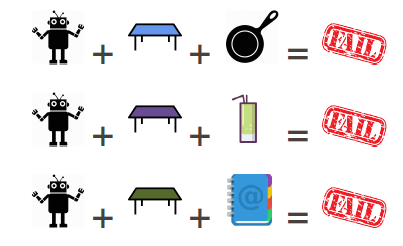 + + = FAIL
+ + = FAIL
+ + @ = FAIL